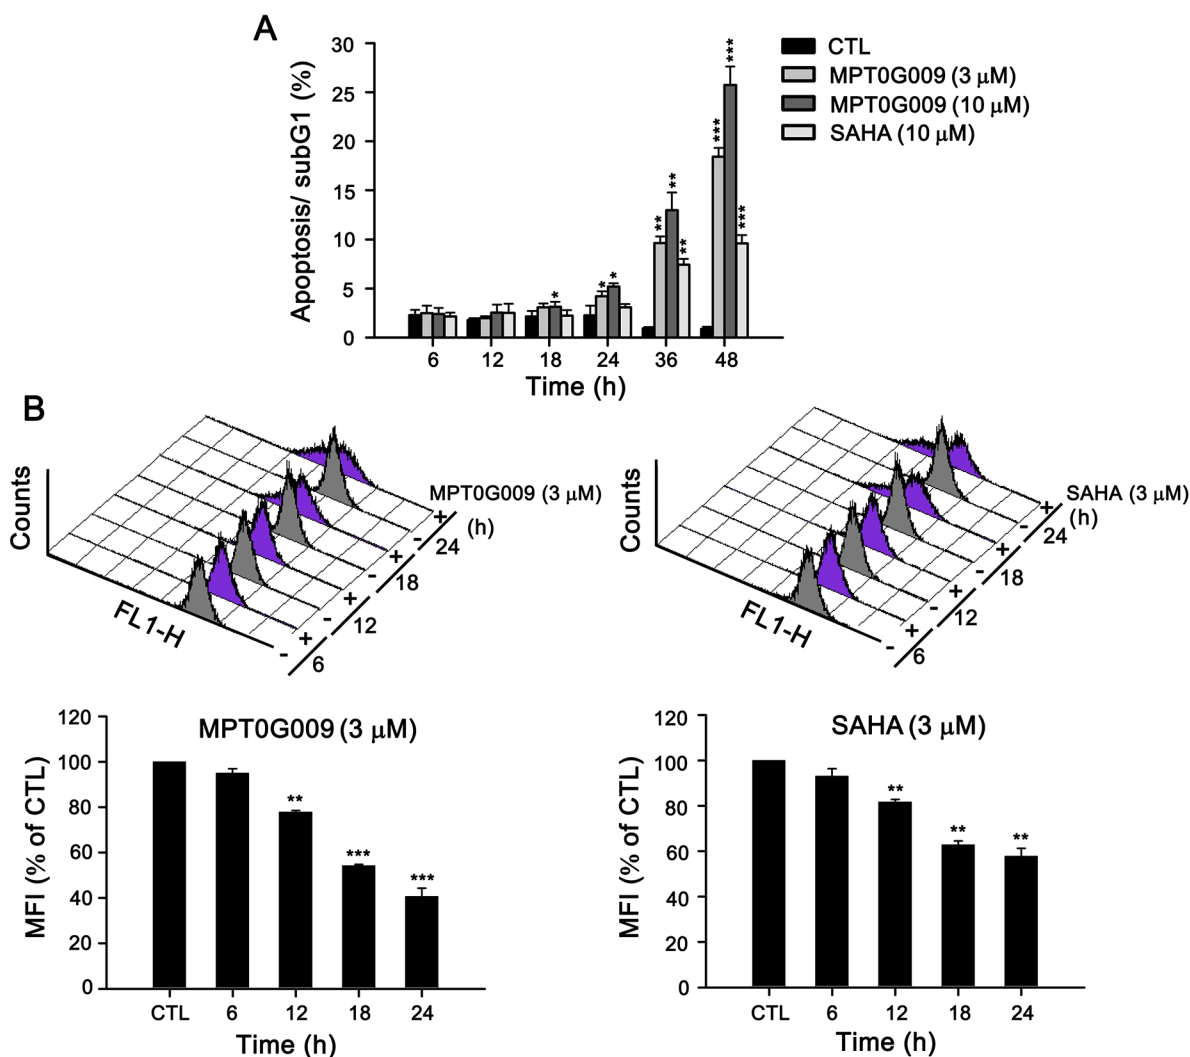 A
Apoptosis/ subG1 (%)
30
25
20
15
10
5
0
*
*
*
**
**
**
***
***
***
6 12 18 24 36 48
Time (h)
CTL
MPT0G009 (3 μM)
MPT0G009 (10 μM)
SAHA (10 μM)
B
Counts
FL1-H
MPT0G009 (3 μM)
(h)
+
- 24
+
- 18
+
- 12
+
- 6
Counts
FL1-H
SAHA (3 μM)
(h)
+
- 24
+
- 18
+
- 12
+
- 6
MPT0G009 (3 μM)
MFI (% of CTL)
120
100
80
60
40
20
0
**
***
***
CTL 6 12 18 24
Time (h)
SAHA (3 μM)
MFI (% of CTL)
120
100
80
60
40
20
0
**
**
**
CTL 6 12 18 24
Time (h)